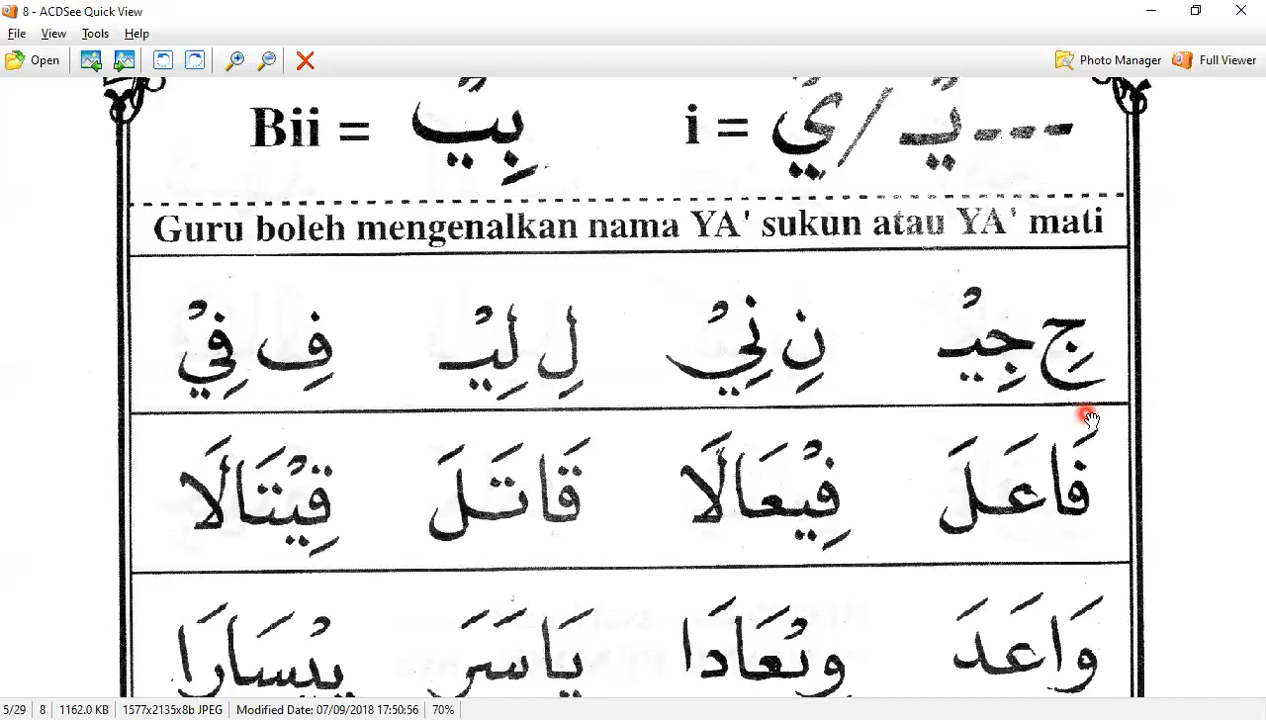 8 - ACDSee Quick View
File View Tools Help
Open Photo Manager Full Viewer
---يْـ / يْ = i بِيْـ = Bii
Guru boleh mengenalkan nama YA' sukun atau YA' mati
جِ جِيْـ نِ نِيْ لِ لِيْـ فِ فِيْ
فَاعَلَ فِيْعَالَا قَاتَلَ قِيْتَالَا
وَاعَدَ وِيْعَادَا يَاسَرَ يِيْسَارَا
5/29 8 1162.0 KB 1577x2135x8b JPEG Modified Date: 07/09/2018 17:50:56 70%